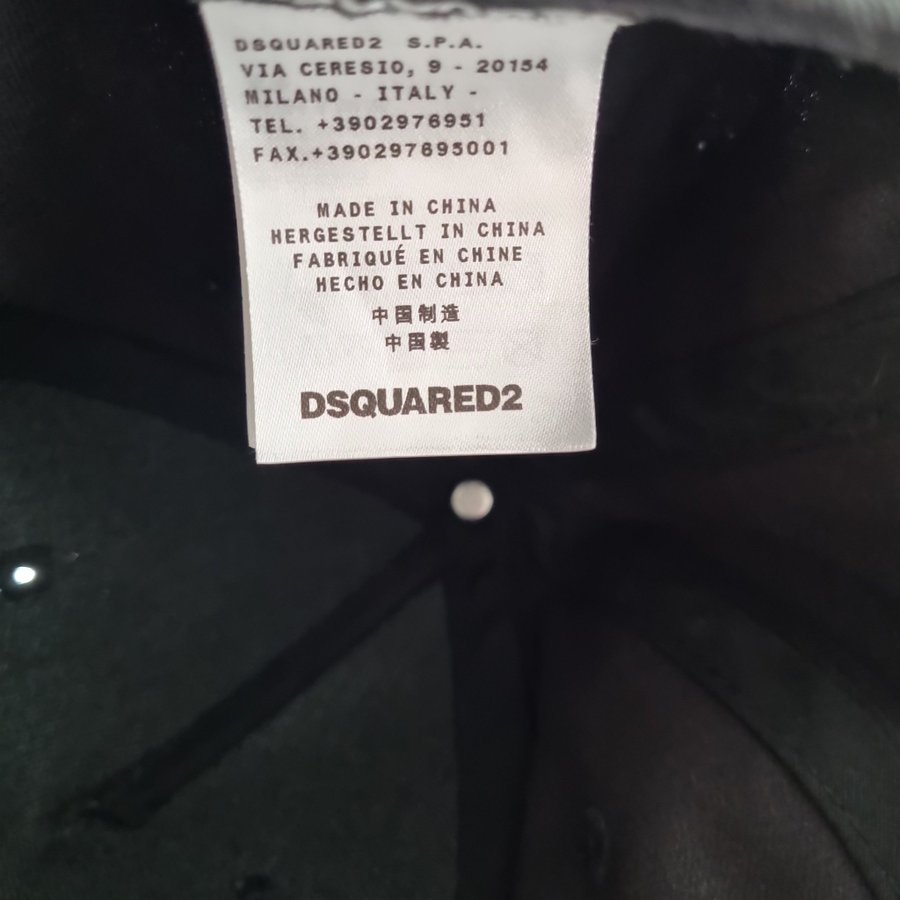 DSQUARED2 S.P.A.
VIA CERESIO, 9 - 20154
MILANO - ITALY -
TEL. +3902976951
FAX.+390297695001
MADE IN CHINA
HERGESTELLT IN CHINA
FABRIQUÉ EN CHINE
HECHO EN CHINA
中国制造
中国製
DSQUARED2